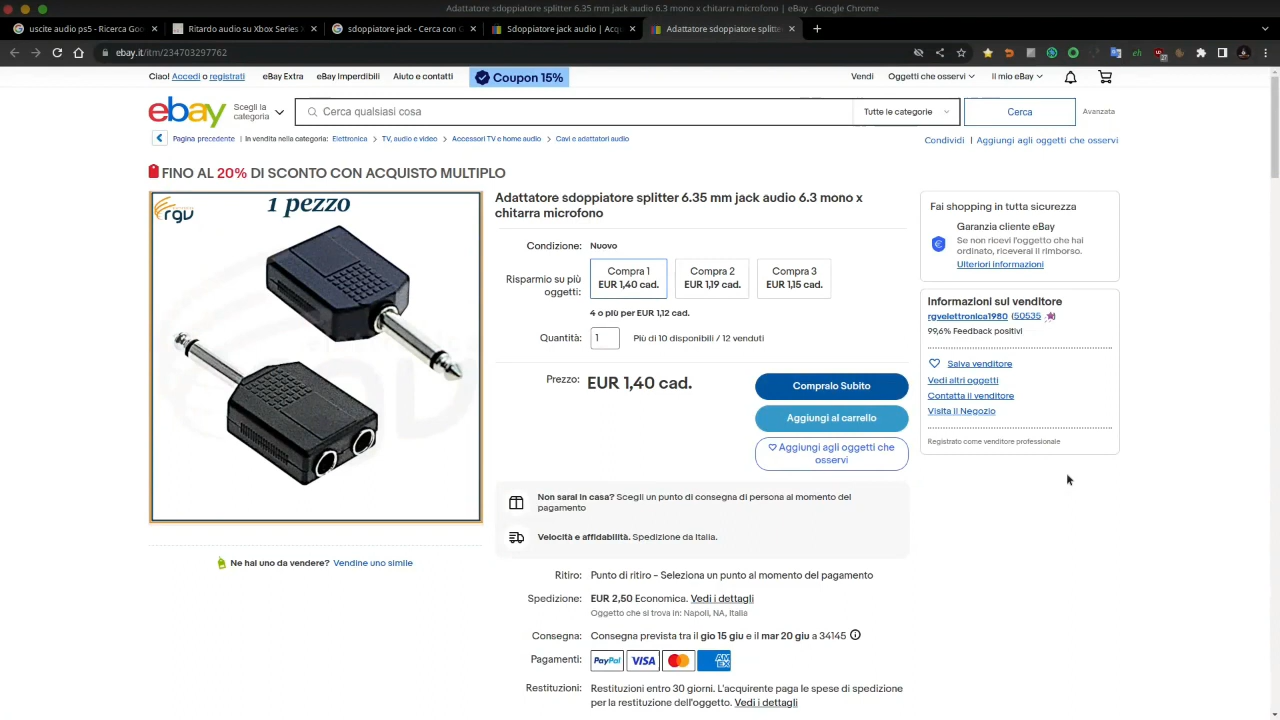 Adattatore sdoppiatore splitter 6.35 mm jack audio 6.3 mono x chitarra microfono | eBay - Google Chrome
uscite audio ps5 - Ricerca Goo
Ritardo audio su Xbox Series X
sdoppiatore jack - Cerca con G
Sdoppiatore jack audio | Acqu
Adattatore sdoppiatore splitte
ebay.it/itm/234703297762
Ciao! Accedi o registrati
eBay Extra
eBay Imperdibili
Aiuto e contatti
Coupon 15%
Vendi
Oggetti che osservi
Il mio eBay
ebay
Scegli la
categoria
Cerca qualsiasi cosa
Tutte le categorie
Cerca
Avanzata
Pagina precedente | In vendita nella categoria: Elettronica > TV, audio e video > Accessori TV e home audio > Cavi e adattatori audio
Condividi | Aggiungi agli oggetti che osservi
FINO AL 20% DI SCONTO CON ACQUISTO MULTIPLO
rgv
1 pezzo
Adattatore sdoppiatore splitter 6.35 mm jack audio 6.3 mono x
chitarra microfono
Condizione: Nuovo
Risparmio su più
oggetti:
Compra 1
EUR 1,40 cad.
Compra 2
EUR 1,19 cad.
Compra 3
EUR 1,15 cad.
4 o più per EUR 1,12 cad.
Quantità: 1 Più di 10 disponibili / 12 venduti
Prezzo: EUR 1,40 cad.
Compralo Subito
Aggiungi al carrello
Aggiungi agli oggetti che
osservi
Non sarai in casa? Scegli un punto di consegna di persona al momento del
pagamento
Velocità e affidabilità. Spedizione da Italia.
Ritiro: Punto di ritiro – Seleziona un punto al momento del pagamento
Spedizione: EUR 2,50 Economica. Vedi i dettagli
Oggetto che si trova in: Napoli, NA, Italia
Consegna: Consegna prevista tra il gio 15 giu e il mar 20 giu a 34145
Pagamenti: PayPal VISA AM EX
Restituzioni: Restituzioni entro 30 giorni. L'acquirente paga le spese di spedizione
per la restituzione dell'oggetto. Vedi i dettagli
Ne hai uno da vendere? Vendine uno simile
Fai shopping in tutta sicurezza
Garanzia cliente eBay
Se non ricevi l'oggetto che hai
ordinato, riceverai il rimborso.
Ulteriori informazioni
Informazioni sul venditore
rgvelettronica1980 (50535
99,6% Feedback positivi
Salva venditore
Vedi altri oggetti
Contatta il venditore
Visita il Negozio
Registrato come venditore professionale